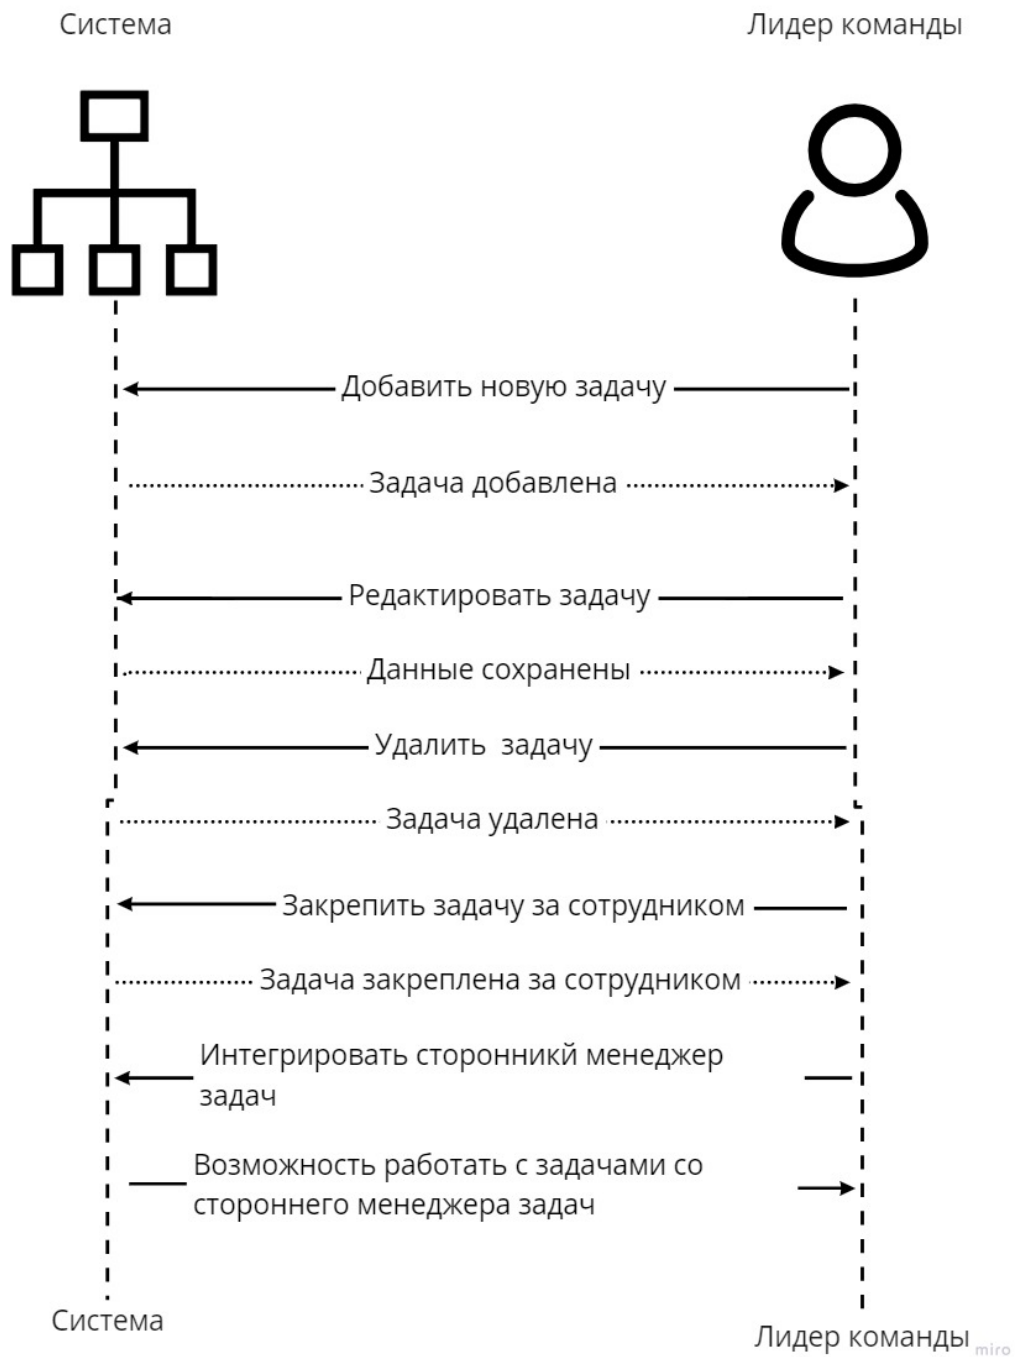 Система
Лидер команды
Добавить новую задачу
Задача добавлена
Редактировать задачу
Данные сохранены
Удалить задачу
Задача удалена
Закрепить задачу за сотрудником
Задача закреплена за сотрудником
Интегрировать сторонникй менеджер
задач
Возможность работать с задачами со
стороннего менеджера задач
Система
Лидер команды
miro